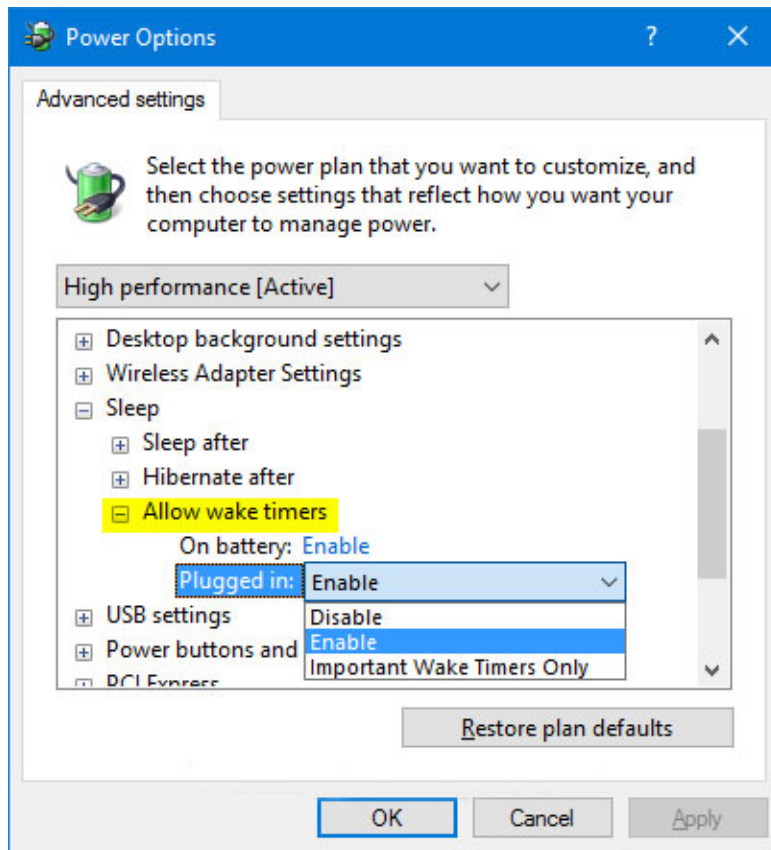 Power Options
?
Advanced settings
Select the power plan that you want to customize, and
then choose settings that reflect how you want your
computer to manage power.
High performance [Active]
Desktop background settings
Wireless Adapter Settings
Sleep
Sleep after
Hibernate after
Allow wake timers
On battery: Enable
Plugged in: Enable
USB settings
Disable
Enable
Power buttons and
Important Wake Timers Only
PCI Express
Restore plan defaults
OK Cancel Apply